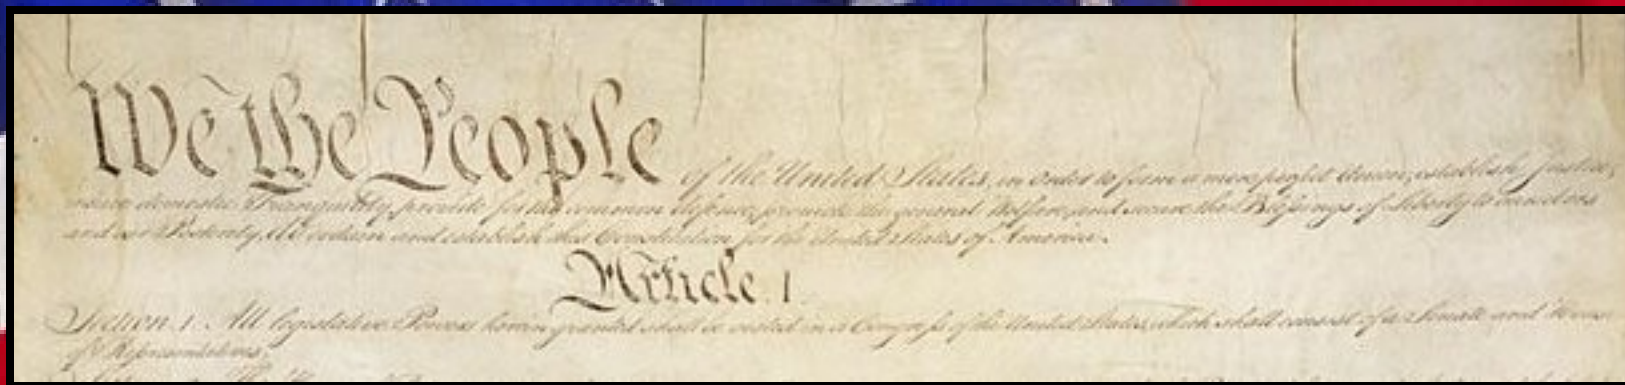 We the People of the United States, in Order to form a more perfect Union, establish Justice,
insure domestic Tranquility, provide for the common defence, promote the general Welfare, and secure the Blessings of Liberty to ourselves
and our Posterity, do ordain and establish this Constitution for the United States of America.
Article. I.
Section. 1. All legislative Powers herein granted shall be vested in a Congress of the United States, which shall consist of a Senate and House
of Representatives.